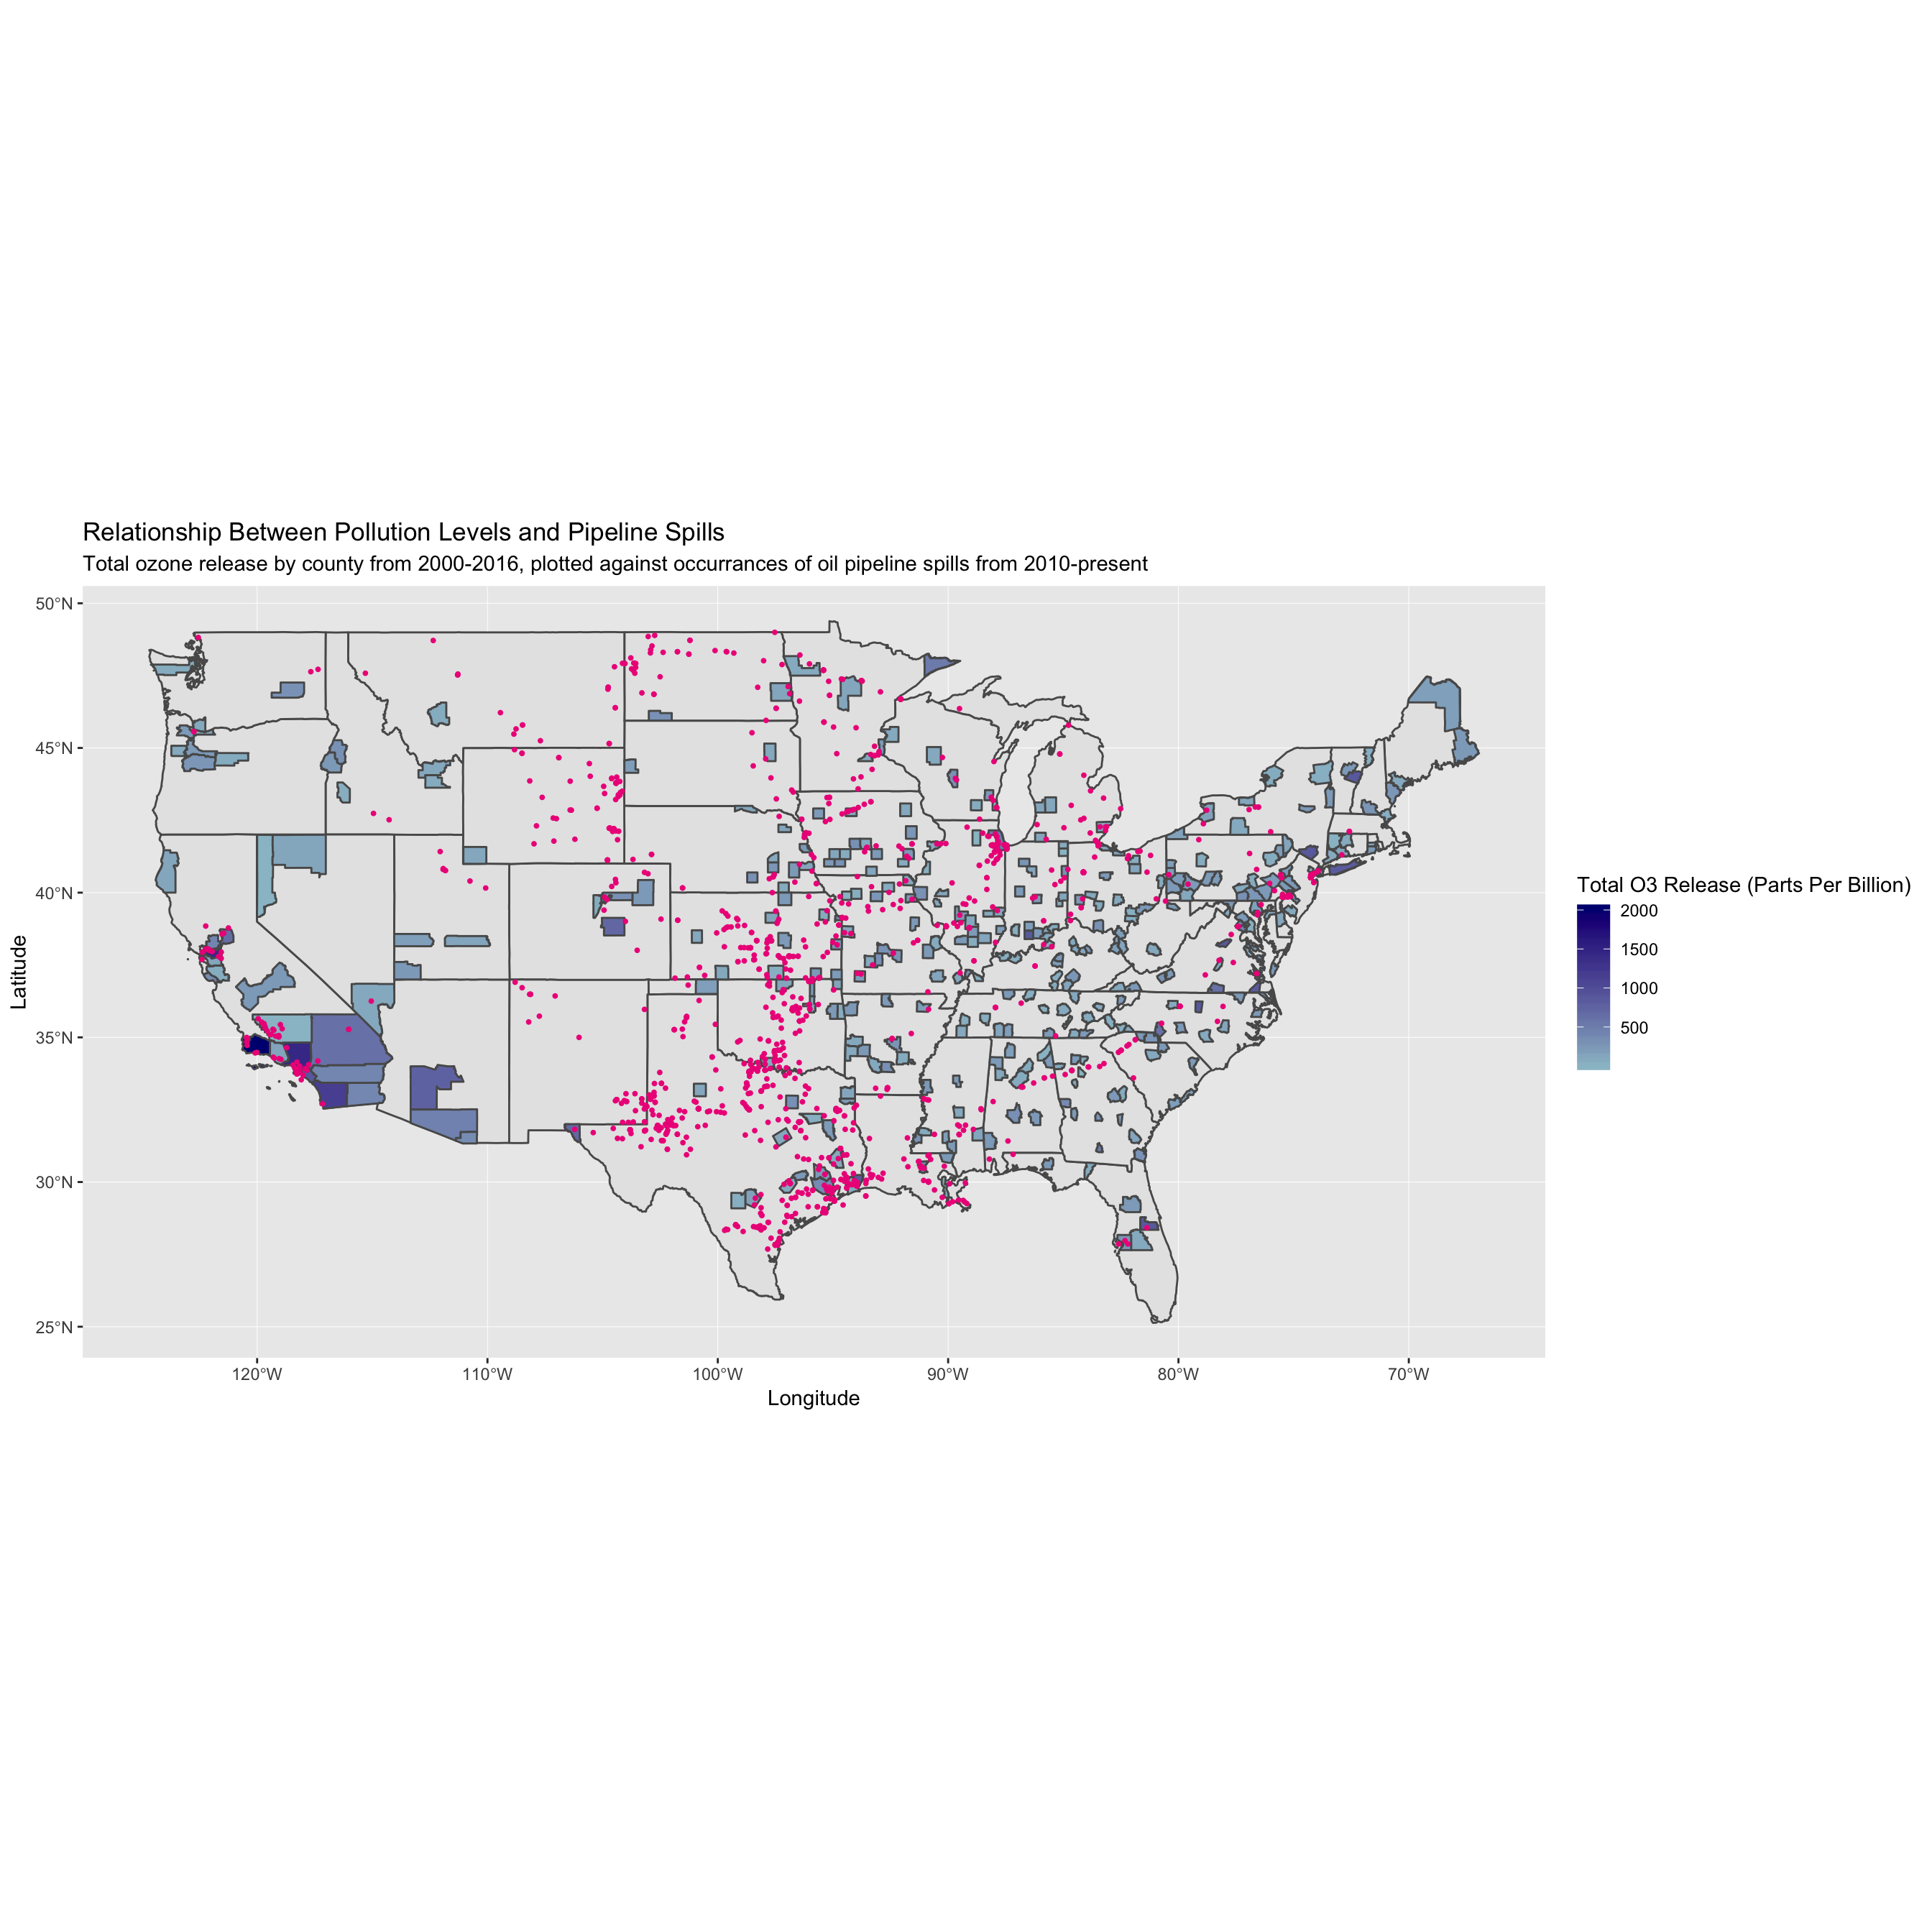 Relationship Between Pollution Levels and Pipeline Spills
Total ozone release by county from 2000-2016, plotted against occurrances of oil pipeline spills from 2010-present
50°N
45°N
40°N
35°N
30°N
25°N
Latitude
120°W
110°W
100°W
90°W
80°W
70°W
Longitude
Total O3 Release (Parts Per Billion)
2000
1500
1000
500